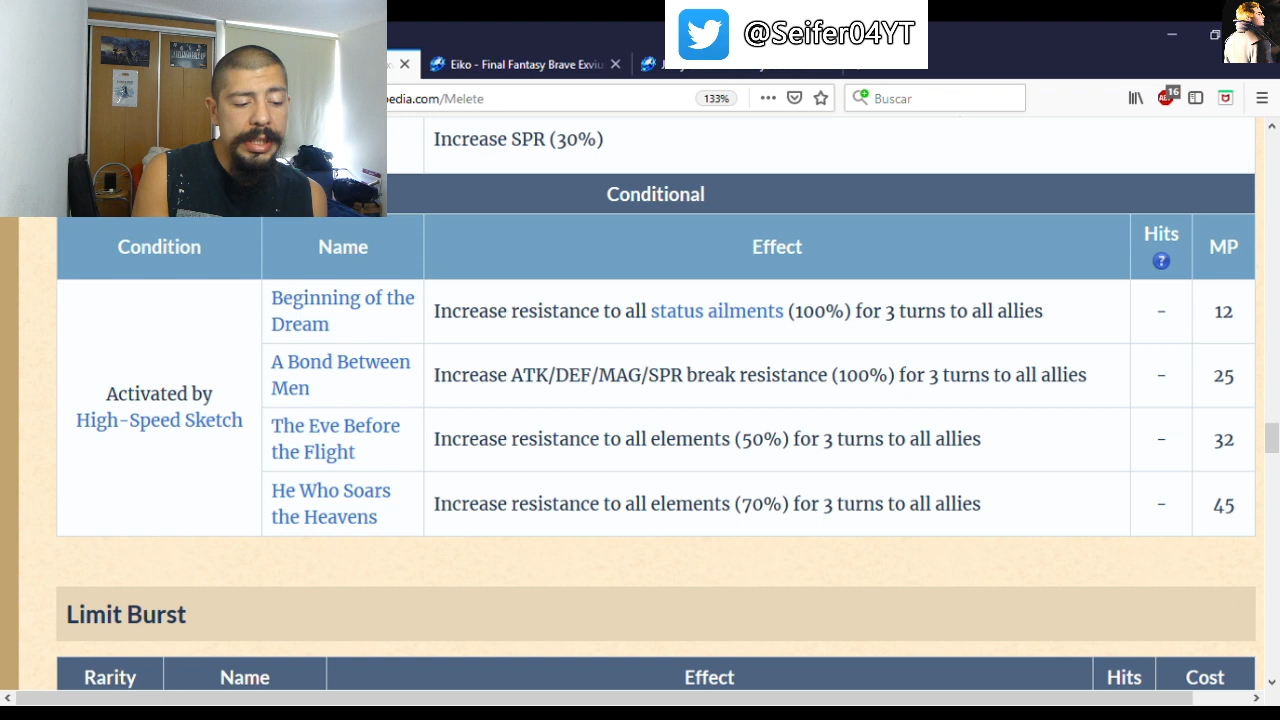 @Seifer04YT
Eiko - Final Fantasy Brave Exviu
pedia.com/Melete
133%
Buscar
16
Increase SPR (30%)
Conditional
Condition
Name
Effect
Hits
?
MP
Beginning of the
Dream
Increase resistance to all status ailments (100%) for 3 turns to all allies
-
12
A Bond Between
Men
Increase ATK/DEF/MAG/SPR break resistance (100%) for 3 turns to all allies
-
25
Activated by
High-Speed Sketch
The Eve Before
the Flight
Increase resistance to all elements (50%) for 3 turns to all allies
-
32
He Who Soars
the Heavens
Increase resistance to all elements (70%) for 3 turns to all allies
-
45
Limit Burst
Rarity
Name
Effect
Hits
Cost